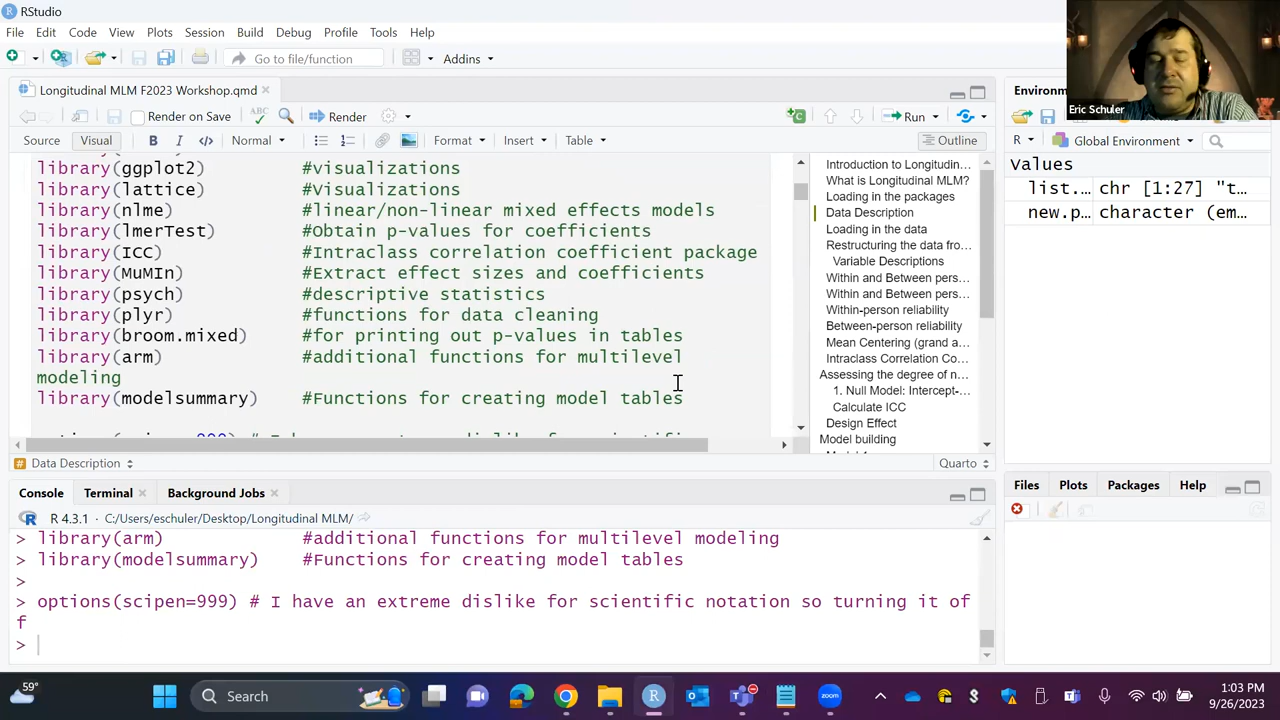 RStudio
File Edit Code View Plots Session Build Debug Profile Tools Help
Go to file/function Addins
Eric Schuler
Longitudinal MLM F2023 Workshop.qmd
Render on Save ABC Render Run
Source Visual B I </> Normal Format Insert Table Outline
library(ggplot2) #visualizations
library(lattice) #visualizations
library(nlme) #linear/non-linear mixed effects models
library(lmerTest) #Obtain p-values for coefficients
library(ICC) #Intraclass correlation coefficient package
library(MuMIn) #Extract effect sizes and coefficients
library(psych) #descriptive statistics
library(plyr) #functions for data cleaning
library(broom.mixed) #for printing out p-values in tables
library(arm) #additional functions for multilevel
modeling
library(modelsummary) #Functions for creating model tables
Introduction to Longitudin...
What is Longitudinal MLM?
Loading in the packages
Data Description
Loading in the data
Restructuring the data fro...
Variable Descriptions
Within and Between pers...
Within and Between pers...
Within-person reliability
Between-person reliability
Mean Centering (grand a...
Intraclass Correlation Co...
Assessing the degree of n...
1. Null Model: Intercept-...
Calculate ICC
Design Effect
Model building
# Data Description Quarto
Environm
R Global Environment
Values
list.… chr [1:27] "t…
new.p… character (em…
Console Terminal Background Jobs
R 4.3.1 · C:/Users/eschuler/Desktop/Longitudinal MLM/
> library(arm) #additional functions for multilevel modeling
> library(modelsummary) #Functions for creating model tables
>
> options(scipen=999) # I have an extreme dislike for scientific notation so turning it of
f
>
Files Plots Packages Help
59°
Search
zoom
1:03 PM
9/26/2023